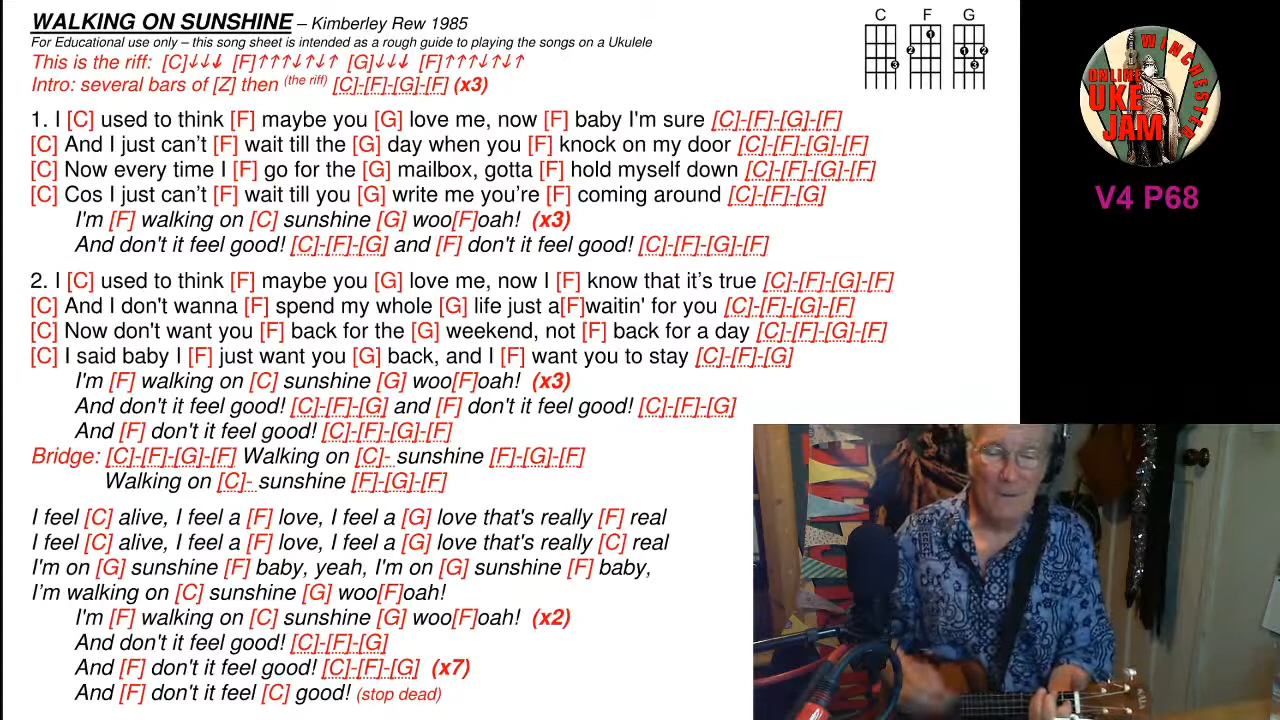 WALKING ON SUNSHINE – Kimberley Rew 1985
For Educational use only – this song sheet is intended as a rough guide to playing the songs on a Ukulele
This is the riff: [C]↓↓↓ [F]↑↑↑↓↑↓↑ [G]↓↓↓ [F]↑↑↑↓↑↓↑
Intro: several bars of [Z] then (the riff) [C]-[F]-[G]-[F] (x3)
1. I [C] used to think [F] maybe you [G] love me, now [F] baby I'm sure [C]-[F]-[G]-[F]
[C] And I just can't [F] wait till the [G] day when you [F] knock on my door [C]-[F]-[G]-[F]
[C] Now every time I [F] go for the [G] mailbox, gotta [F] hold myself down [C]-[F]-[G]-[F]
[C] Cos I just can't [F] wait till you [G] write me you're [F] coming around [C]-[F]-[G]
I'm [F] walking on [C] sunshine [G] woo[F]oah! (x3)
And don't it feel good! [C]-[F]-[G] and [F] don't it feel good! [C]-[F]-[G]-[F]
2. I [C] used to think [F] maybe you [G] love me, now I [F] know that it's true [C]-[F]-[G]-[F]
[C] And I don't wanna [F] spend my whole [G] life just a[F]waitin' for you [C]-[F]-[G]-[F]
[C] Now don't want you [F] back for the [G] weekend, not [F] back for a day [C]-[F]-[G]-[F]
[C] I said baby I [F] just want you [G] back, and I [F] want you to stay [C]-[F]-[G]
I'm [F] walking on [C] sunshine [G] woo[F]oah! (x3)
And don't it feel good! [C]-[F]-[G] and [F] don't it feel good! [C]-[F]-[G]
And [F] don't it feel good! [C]-[F]-[G]-[F]
Bridge: [C]-[F]-[G]-[F] Walking on [C]- sunshine [F]-[G]-[F]
Walking on [C]- sunshine [F]-[G]-[F]
I feel [C] alive, I feel a [F] love, I feel a [G] love that's really [F] real
I feel [C] alive, I feel a [F] love, I feel a [G] love that's really [C] real
I'm on [G] sunshine [F] baby, yeah, I'm on [G] sunshine [F] baby,
I'm walking on [C] sunshine [G] woo[F]oah!
I'm [F] walking on [C] sunshine [G] woo[F]oah! (x2)
And don't it feel good! [C]-[F]-[G]
And [F] don't it feel good! [C]-[F]-[G] (x7)
And [F] don't it feel [C] good! (stop dead)
C F G
WINCHESTER
ONLINE
UKE
JAM
V4 P68